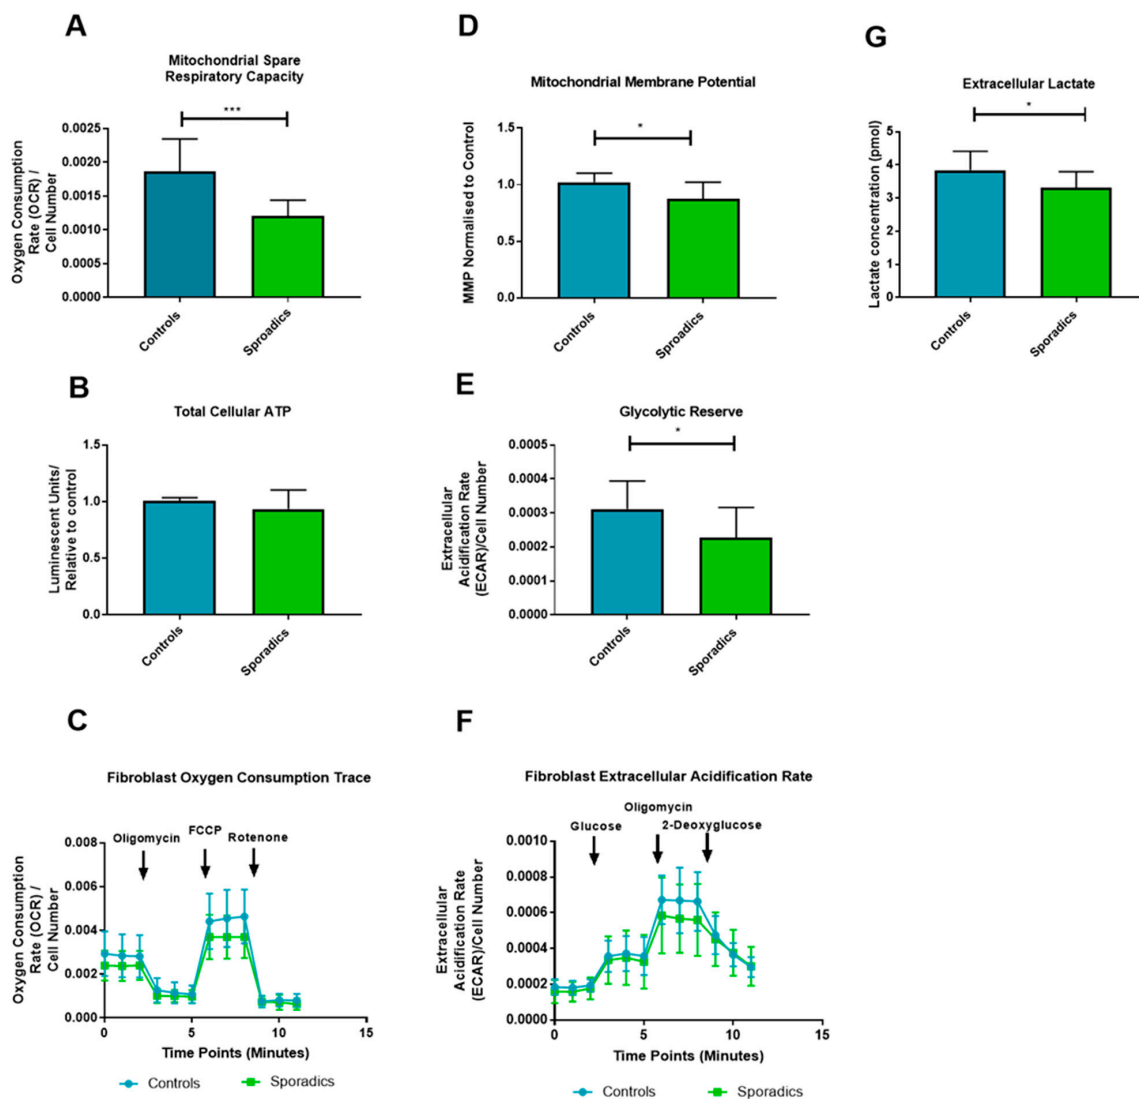 A
Mitochondrial Spare
Respiratory Capacity
***
Oxygen Consumption
Rate (OCR) /
Cell Number
0.0025
0.0020
0.0015
0.0010
0.0005
0.0000
Controls
Sproadics
D
Mitochondrial Membrane Potential
*
MMP Normalised to Control
1.5
1.0
0.5
0.0
Controls
Sproadics
G
Extracellular Lactate
*
Lactate concentration (pmol)
5
4
3
2
1
0
Controls
Sporadics
B
Total Cellular ATP
Luminescent Units/
Relative to control
1.5
1.0
0.5
0.0
Controls
Sporadics
E
Glycolytic Reserve
*
Extracellular
Acidification Rate
(ECAR)/Cell Number
0.0005
0.0004
0.0003
0.0002
0.0001
0.0000
Controls
Sporadics
C
Fibroblast Oxygen Consumption Trace
Oligomycin
FCCP
Rotenone
Oxygen Consumption
Rate (OCR) /
Cell Number
0.008
0.006
0.004
0.002
0.000
0
5
10
15
Time Points (Minutes)
Controls
Sporadics
F
Fibroblast Extracellular Acidification Rate
Glucose
Oligomycin
2-Deoxyglucose
Extracellular
Acidification Rate
(ECAR)/Cell Number
0.0010
0.0008
0.0006
0.0004
0.0002
0.0000
0
5
10
15
Time Points (Minutes)
Controls
Sporadics